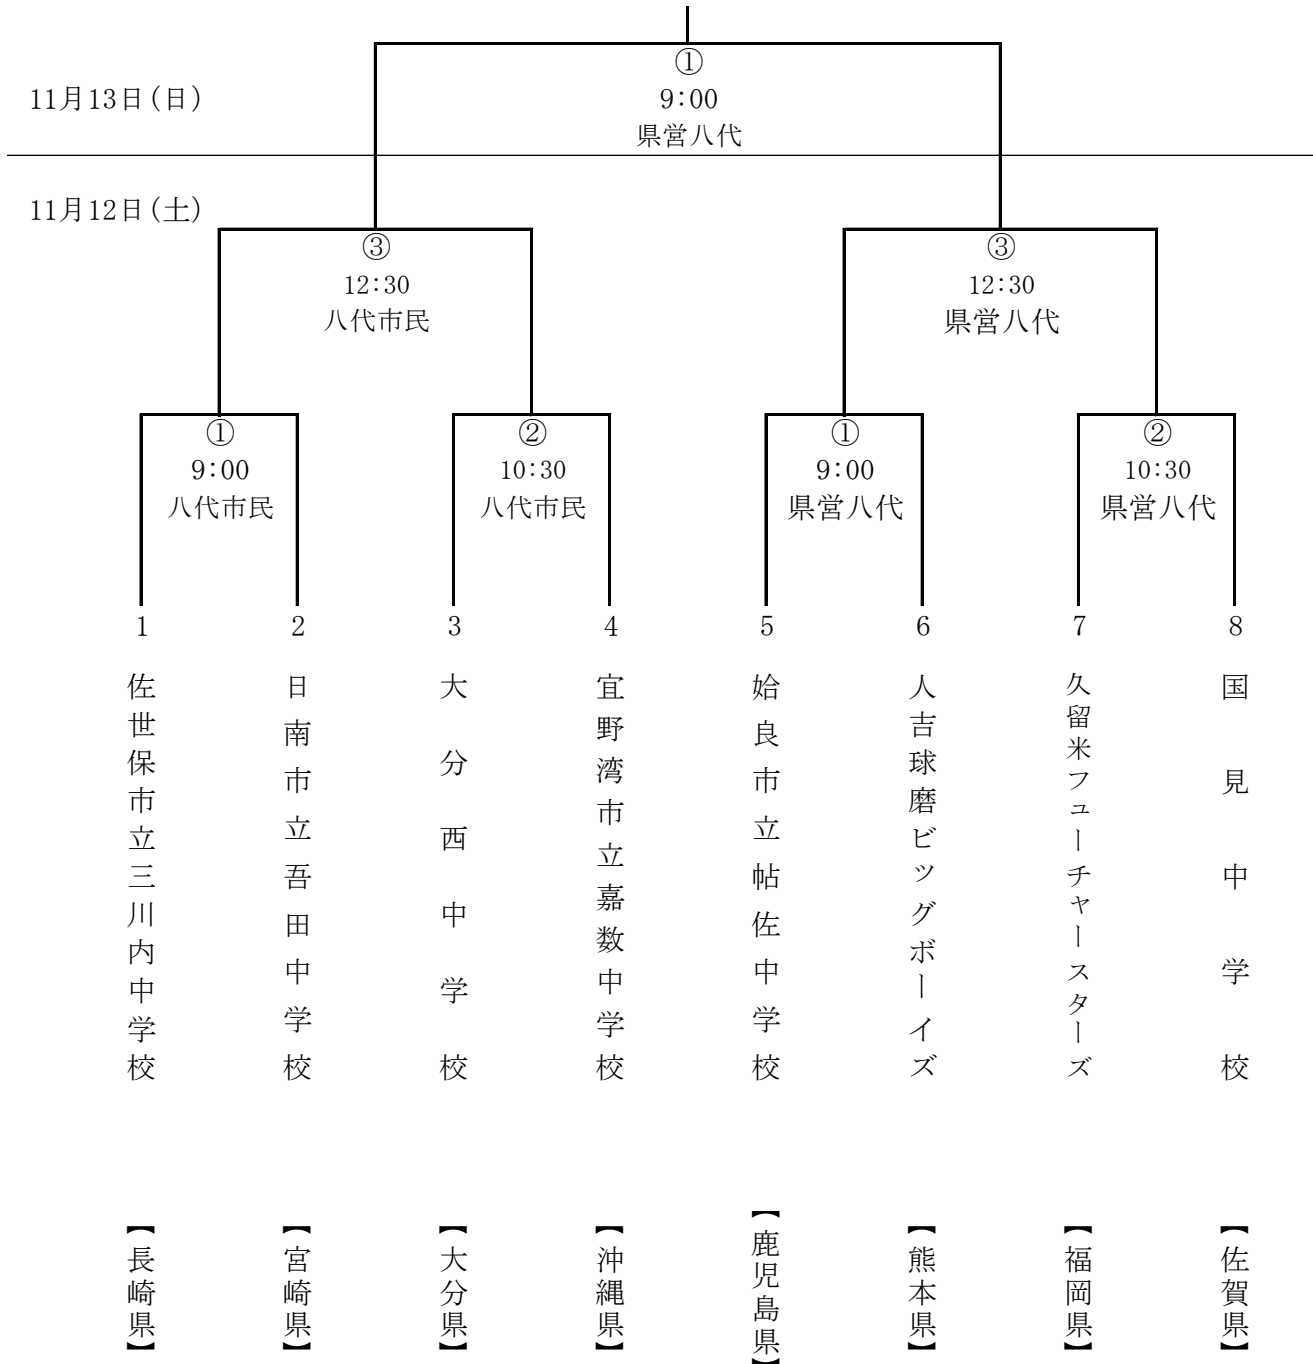 ①
11月13日(日)
9:00
県営八代
11月12日(土)
③
12:30
八代市民
③
12:30
県営八代
①
9:00
八代市民
②
10:30
八代市民
①
9:00
県営八代
②
10:30
県営八代
1
2
3
4
5
6
7
8
佐世保市立三川内中学校
日南市立吾田中学校
大分西中学校
宜野湾市立嘉数中学校
姶良市立帖佐中学校
人吉球磨ビッグボーイズ
久留米フューチャースターズ
国見中学校
【長崎県】
【宮崎県】
【大分県】
【沖縄県】
【鹿児島県】
【熊本県】
【福岡県】
【佐賀県】